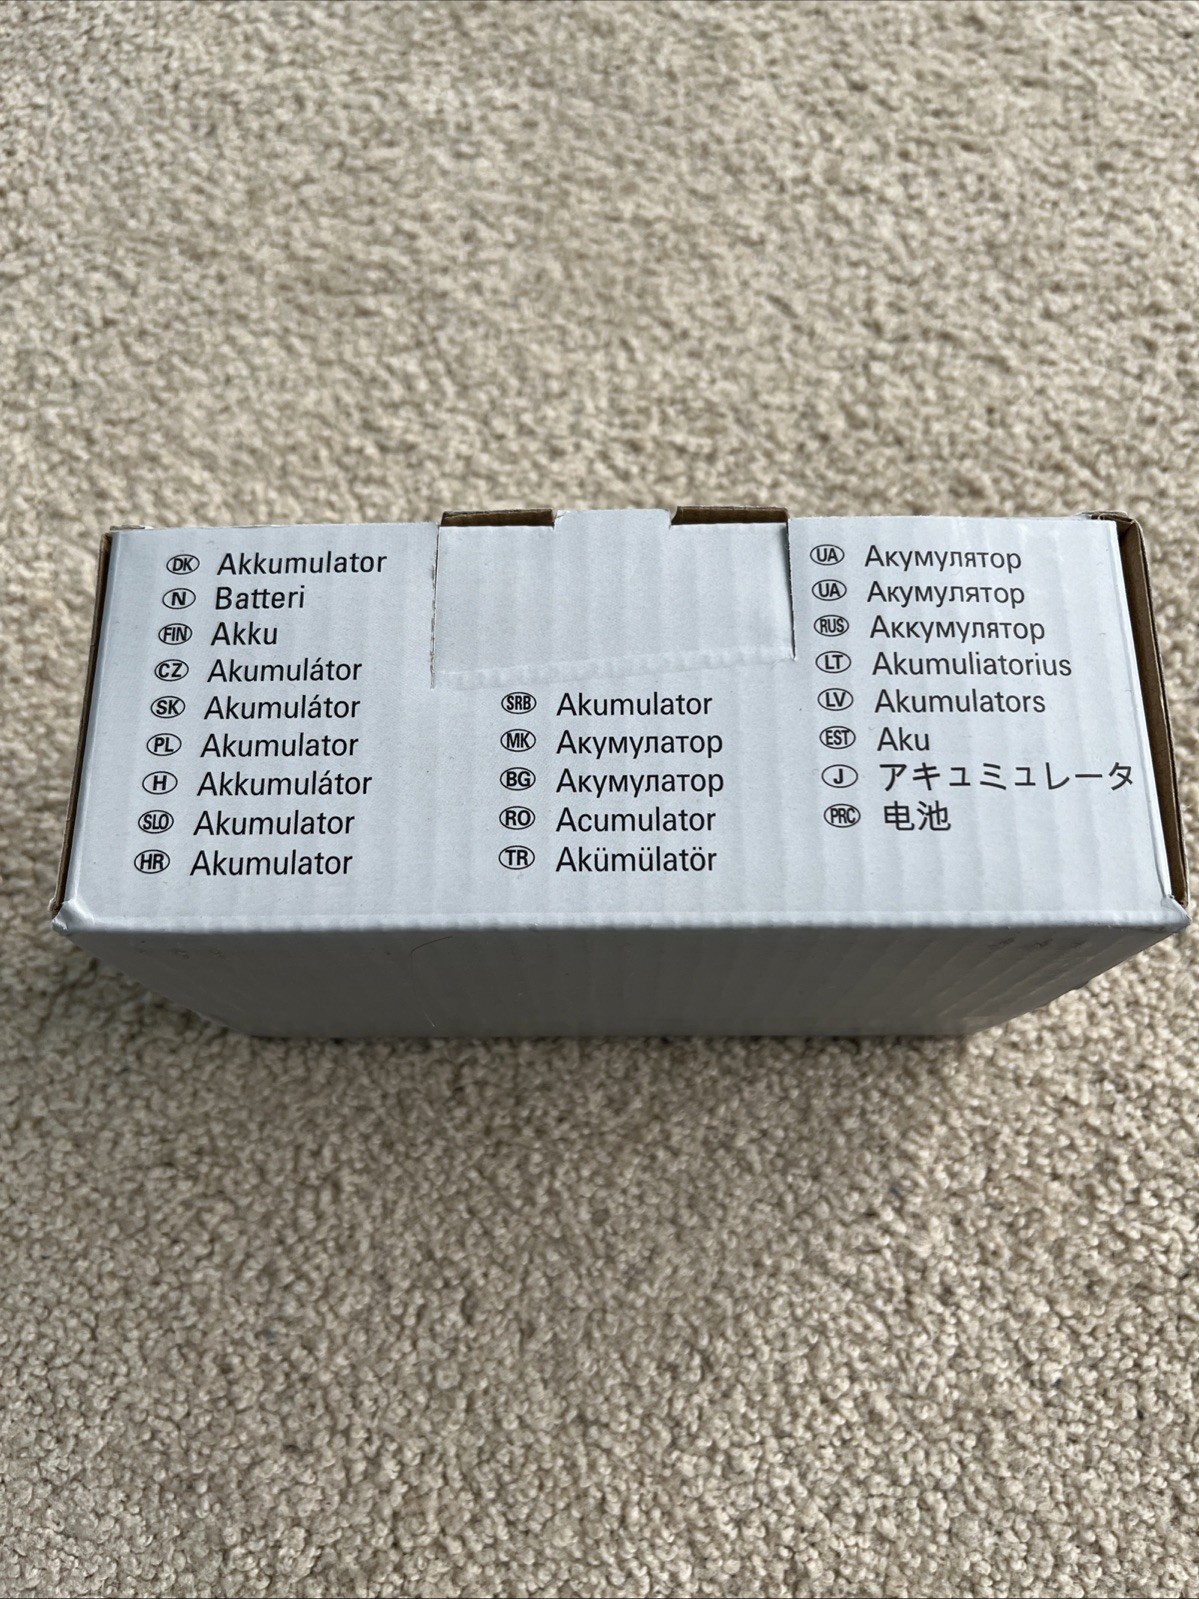 DK Akkumulator
N Batteri
FIN Akku
CZ Akumulátor
SK Akumulátor
PL Akumulator
H Akkumulátor
SLO Akumulator
HR Akumulator
SRB Akumulator
MK Акумулатор
BG Акумулатор
RO Acumulator
TR Akümülatör
UA Акумулятор
UA Акумулятор
RUS Аккумулятор
LT Akumuliatorius
LV Akumulators
EST Aku
J アキュミュレータ
PRC 电池